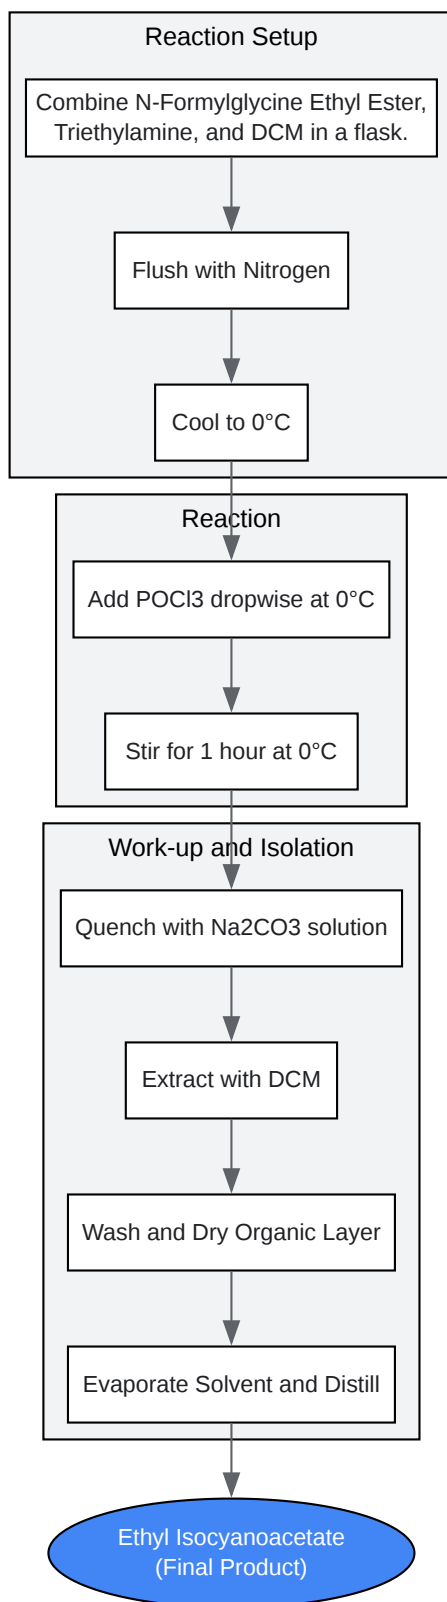 Reaction Setup
Combine N-Formylglycine Ethyl Ester,
Triethylamine, and DCM in a flask.
Flush with Nitrogen
Cool to 0°C
Reaction
Add POCl3 dropwise at 0°C
Stir for 1 hour at 0°C
Work-up and Isolation
Quench with Na2CO3 solution
Extract with DCM
Wash and Dry Organic Layer
Evaporate Solvent and Distill
Ethyl Isocyanoacetate
(Final Product)